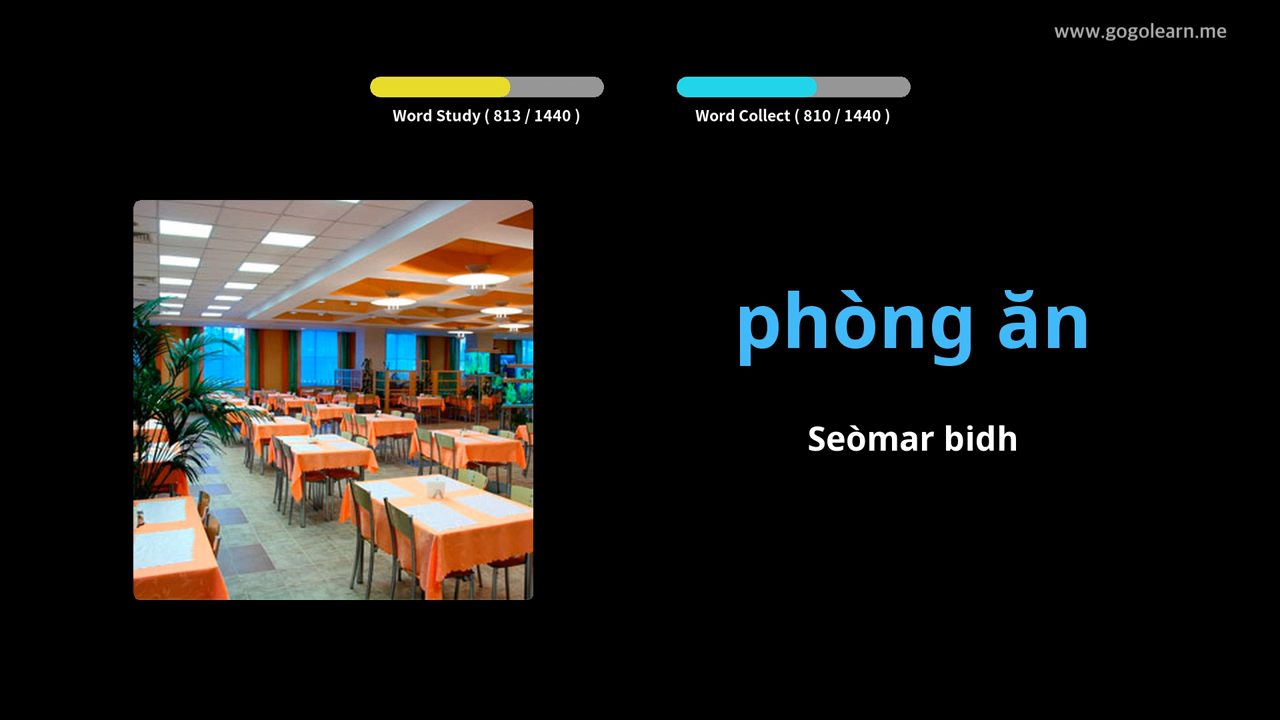 www.gogolearn.me
Word Study ( 813 / 1440 )
Word Collect ( 810 / 1440 )
phòng ăn
Seòmar bidh